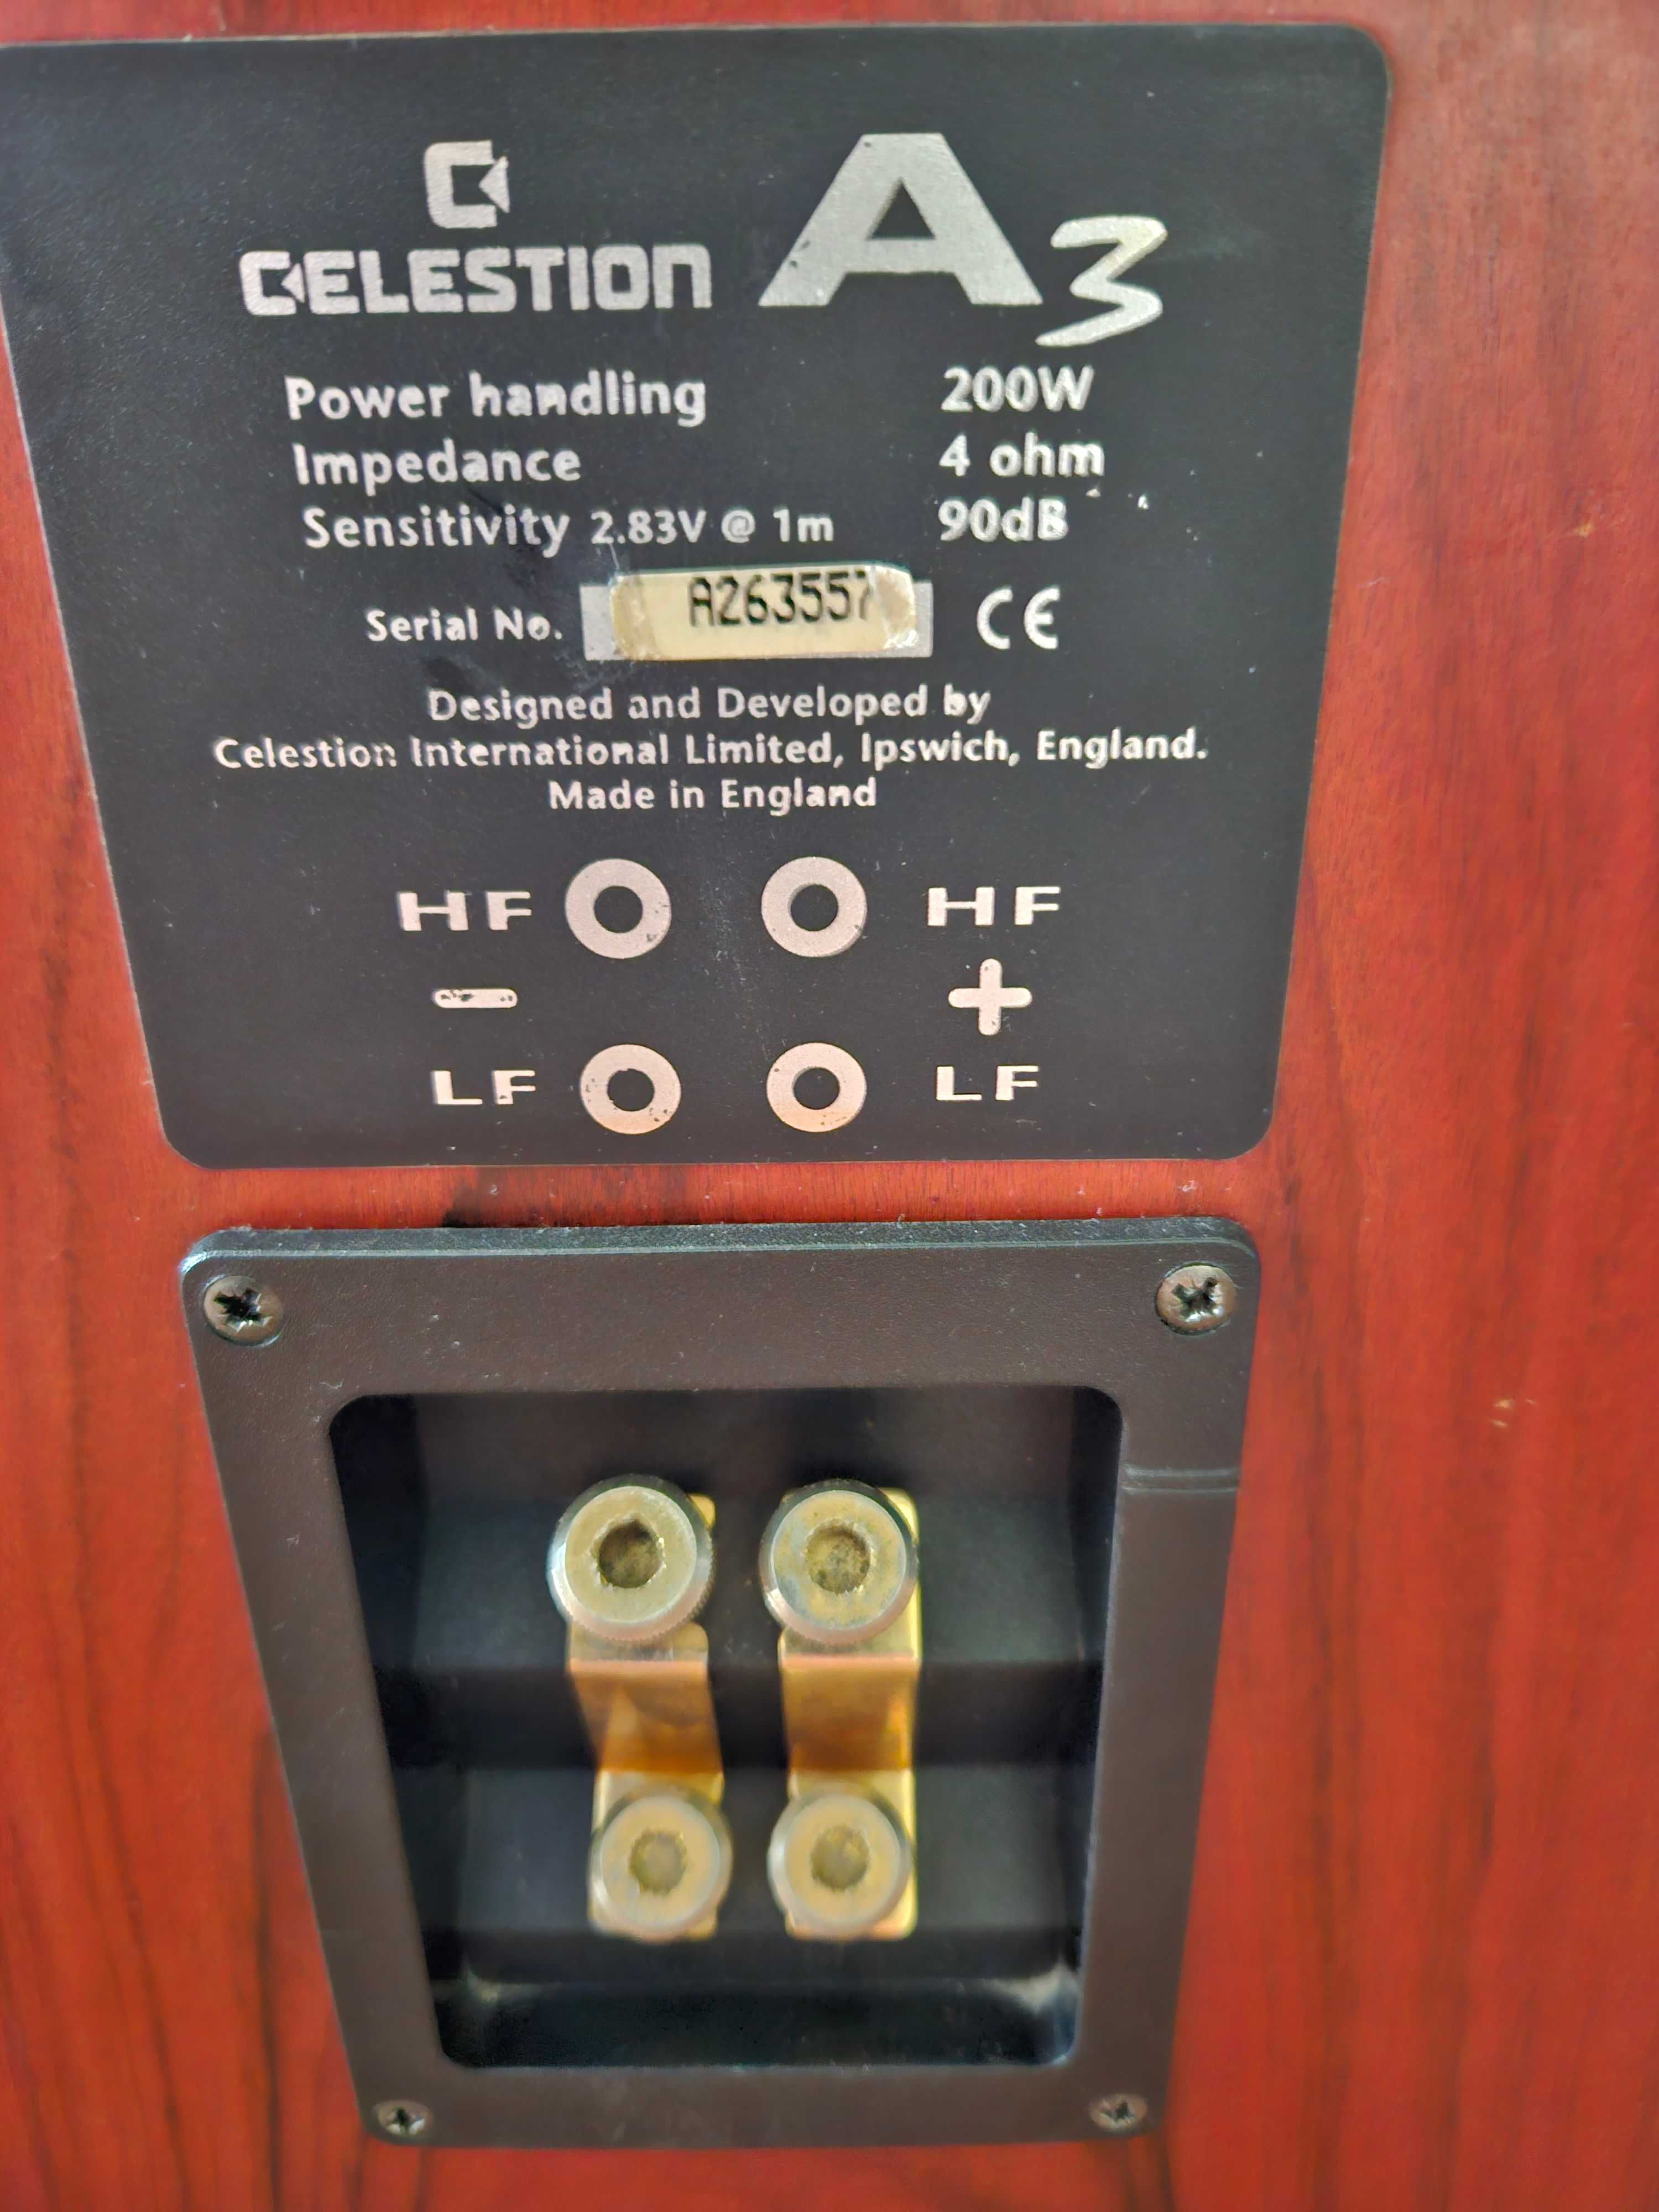 CELESTION A3
Power handling 200W
Impedance 4 ohm
Sensitivity 2.83V @ 1m 90dB
Serial No. A263557 CE
Designed and Developed by
Celestion International Limited, Ipswich, England.
Made in England
HF HF
- +
LF LF